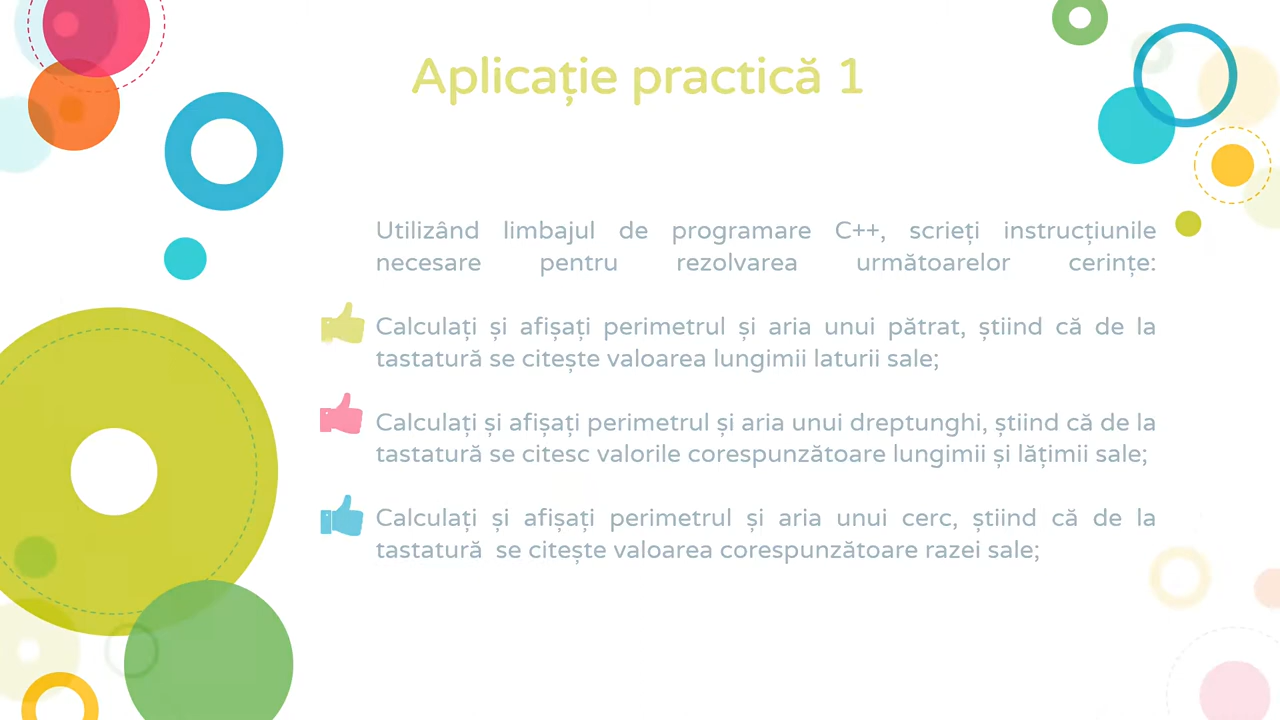 Aplicație practică 1
Utilizând limbajul de programare C++, scrieți instrucțiunile
necesare pentru rezolvarea următoarelor cerințe:
Calculați și afișați perimetrul și aria unui pătrat, știind că de la
tastatură se citește valoarea lungimii laturii sale;
Calculați și afișați perimetrul și aria unui dreptunghi, știind că de la
tastatură se citesc valorile corespunzătoare lungimii și lățimii sale;
Calculați și afișați perimetrul și aria unui cerc, știind că de la
tastatură se citește valoarea corespunzătoare razei sale;